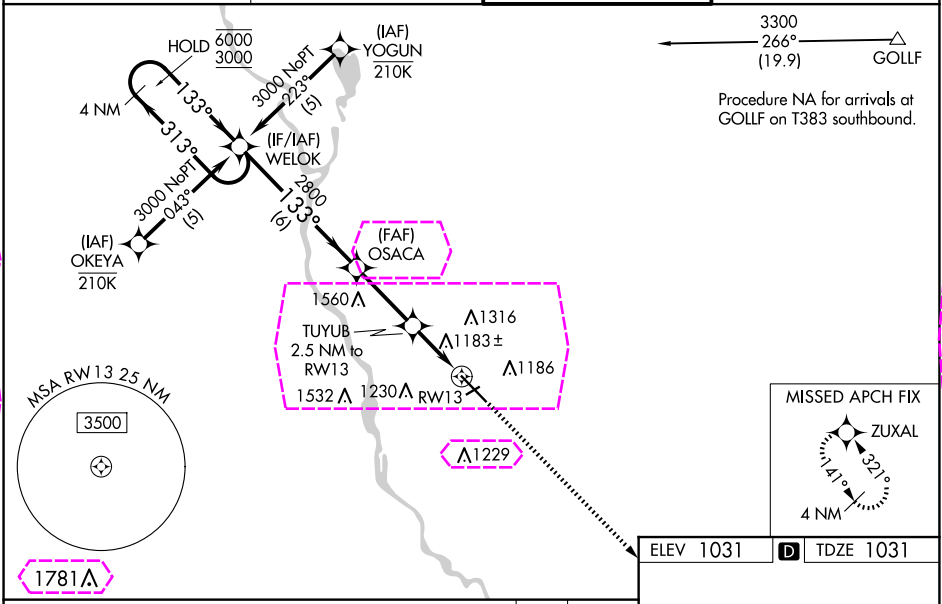 HOLD 6000
3000
4 NM
133°
313°
(IAF)
YOGUN
210K
3000 NoPT
223°
(5)
(IF/IAF)
WELOK
3000 NoPT
043°
(5)
(IAF)
OKEYA
210K
2800
133°
(6)
3300
266°
(19.9)
GOLLF
Procedure NA for arrivals at
GOLLF on T383 southbound.
(FAF)
OSACA
1560
TUYUB
2.5 NM to
RW13
1316
1183±
1186
1532
1230
RW13
1229
MSA RW13 25 NM
3500
1781
MISSED APCH FIX
ZUXAL
141°
321°
4 NM
ELEV 1031 D TDZE 1031